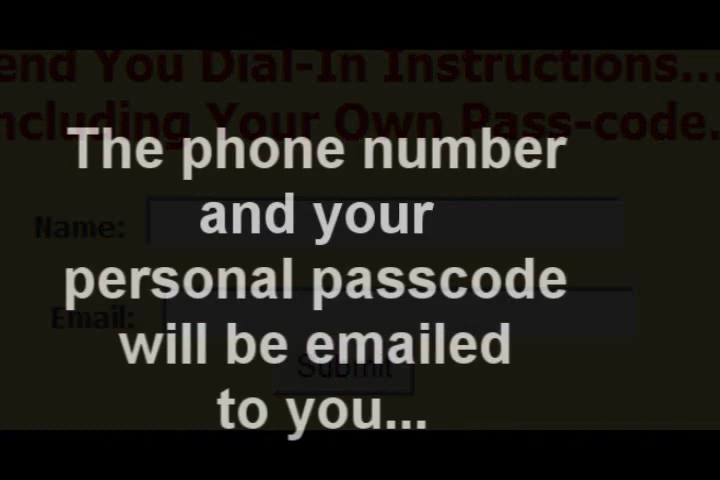 end You Dial-In Instructions...
ncluding Your Own Pass-code.
The phone number
and your
personal passcode
will be emailed
to you...
Name:
Email:
Submit